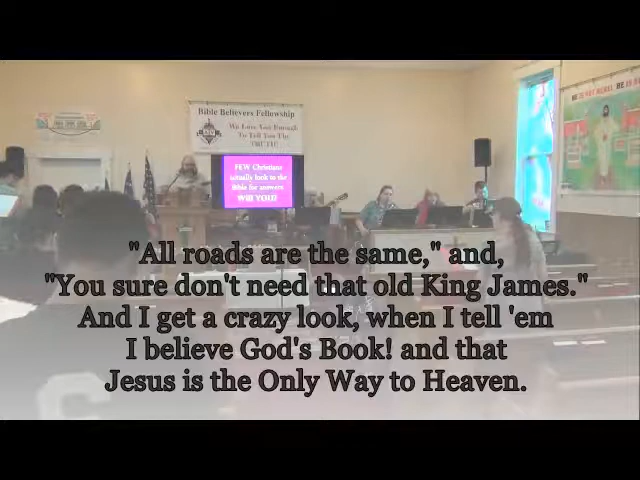 Bible Believers Fellowship
We Love You Enough
To Tell You The
TRUTH
FEW Christians
actually look to the
Bible for answers
WILL YOU?
"All roads are the same," and,
"You sure don't need that old King James."
And I get a crazy look, when I tell 'em
I believe God's Book! and that
Jesus is the Only Way to Heaven.